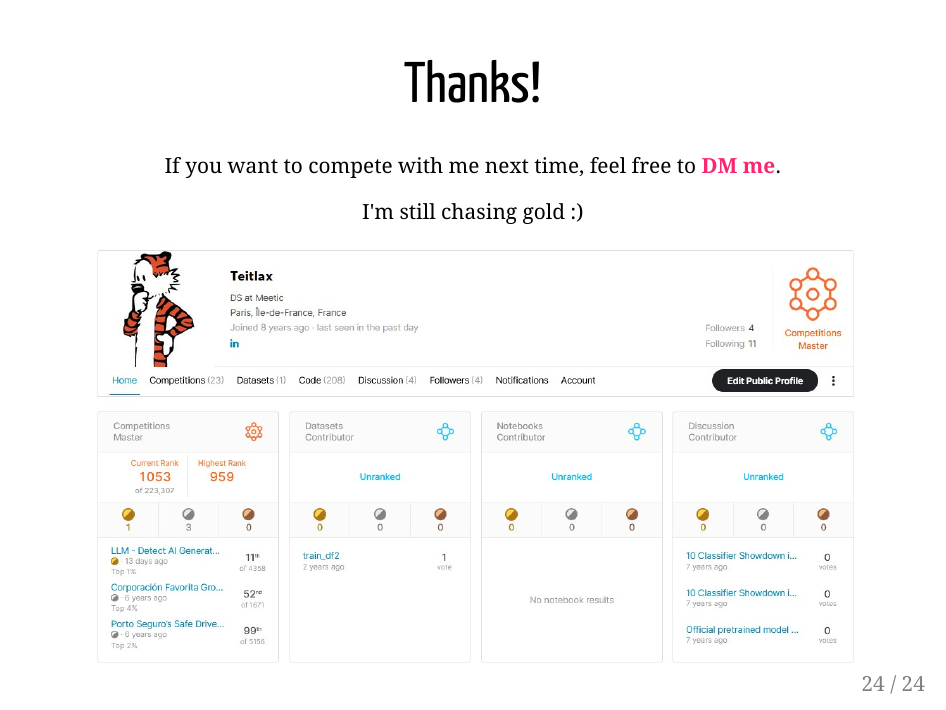 Thanks!
If you want to compete with me next time, feel free to DM me.
I'm still chasing gold :)
Teitlax
DS at Meetic
Paris, Île-de-France, France
Joined 8 years ago · last seen in the past day
in
Followers 4
Following 11
Competitions
Master
Home Competitions (23) Datasets (1) Code (208) Discussion (4) Followers (4) Notifications Account Edit Public Profile
Competitions
Master
Current Rank Highest Rank
1053 959
of 223,307
1 3 0
LLM - Detect AI Generat... 11th
· 13 days ago of 4358
Top 1%
Corporación Favorita Gro... 52nd
· 6 years ago of 1671
Top 4%
Porto Seguro's Safe Drive... 99th
· 6 years ago of 5156
Top 2%
Datasets
Contributor
Unranked
0 0 0
train_df2 1
2 years ago vote
Notebooks
Contributor
Unranked
0 0 0
No notebook results
Discussion
Contributor
Unranked
0 0 0
10 Classifier Showdown i... 0
7 years ago votes
10 Classifier Showdown i... 0
7 years ago votes
Official pretrained model ... 0
7 years ago votes
24 / 24